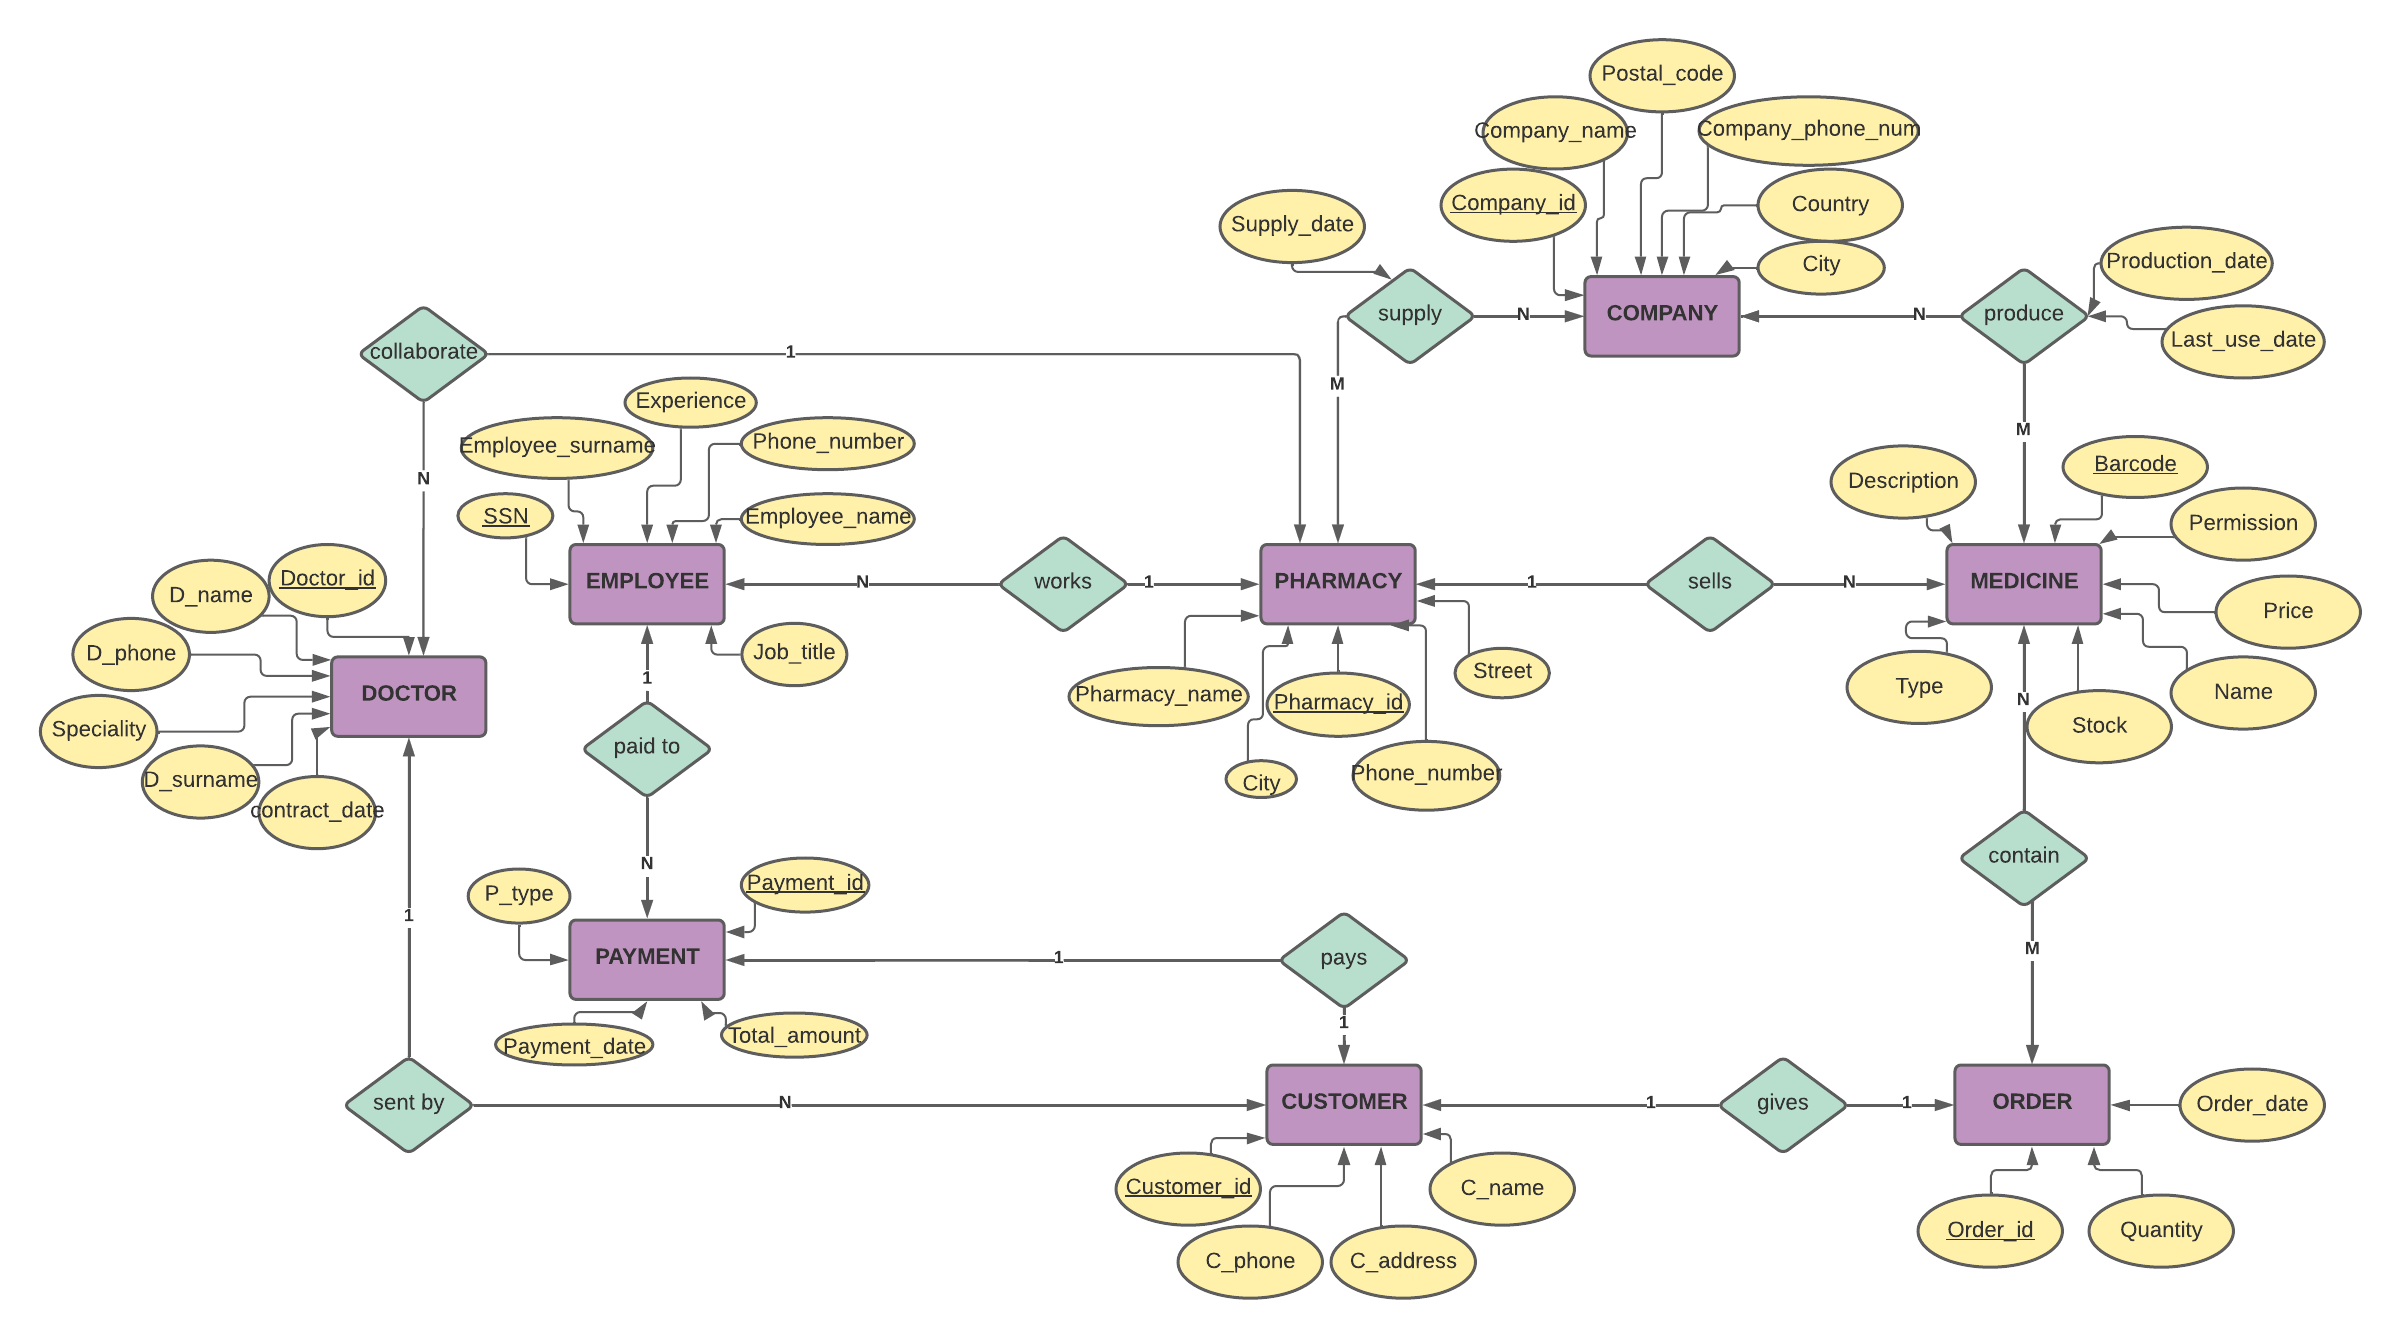 Postal_code
Company_name
Company_phone_num
Company_id
Country
Supply_date
City
Production_date
supply
N
COMPANY
N
produce
Last_use_date
collaborate
1
M
Experience
Employee_surname
Phone_number
M
N
Description
Barcode
SSN
Employee_name
Permission
Doctor_id
D_name
EMPLOYEE
N
works
1
PHARMACY
1
sells
N
MEDICINE
Price
D_phone
Job_title
Street
1
DOCTOR
Pharmacy_name
Pharmacy_id
Type
N
Name
Speciality
Stock
paid to
D_surname
City
Phone_number
contract_date
N
contain
P_type
Payment_id
1
M
PAYMENT
1
pays
1
Payment_date
Total_amount
sent by
N
CUSTOMER
1
gives
1
ORDER
Order_date
Customer_id
C_name
Order_id
Quantity
C_phone
C_address